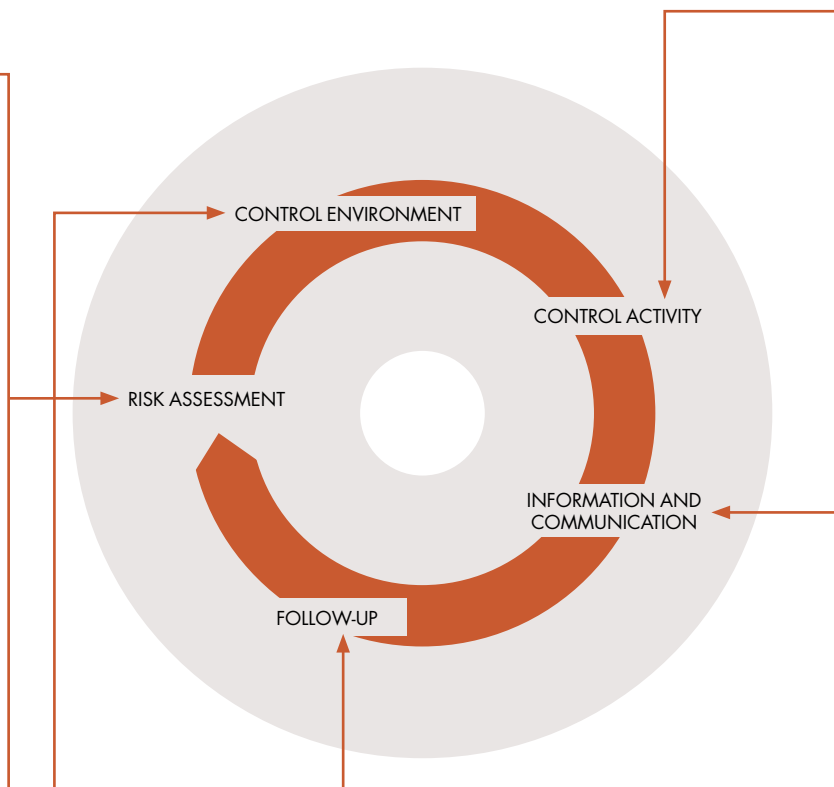 CONTROL ENVIRONMENT
CONTROL ACTIVITY
RISK ASSESSMENT
INFORMATION AND
COMMUNICATION
FOLLOW-UP